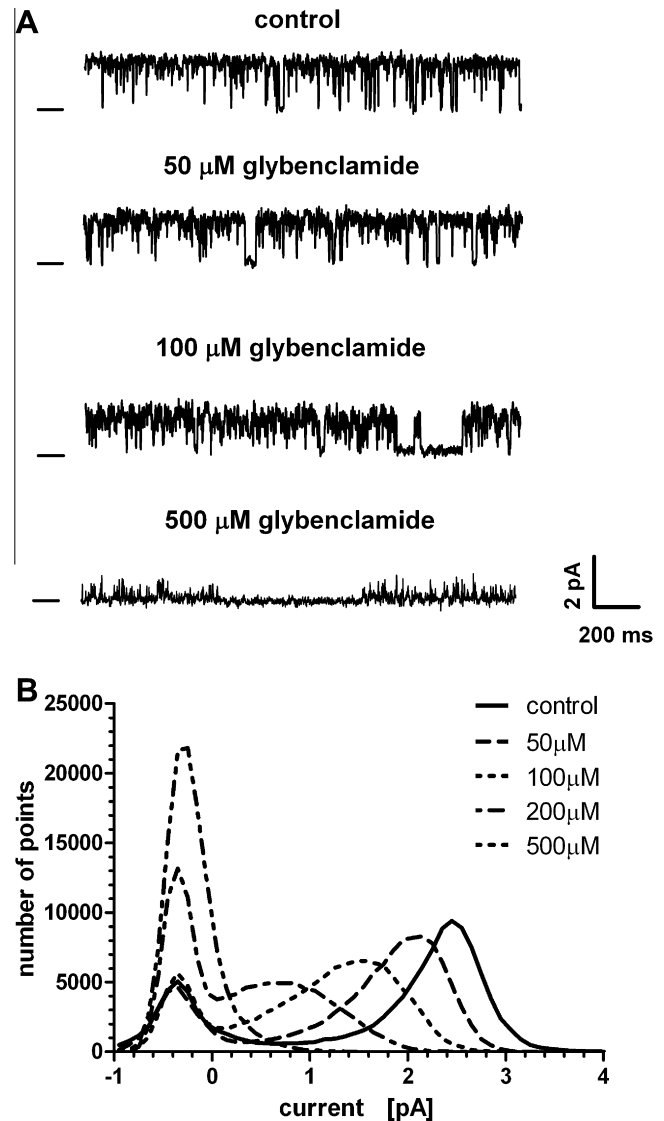 A
control
50 μM glybenclamide
100 μM glybenclamide
500 μM glybenclamide
2 pA
200 ms
B
25000
20000
15000
10000
5000
0
number of points
-1
0
1
2
3
4
current [pA]
control
50μM
100μM
200μM
500μM